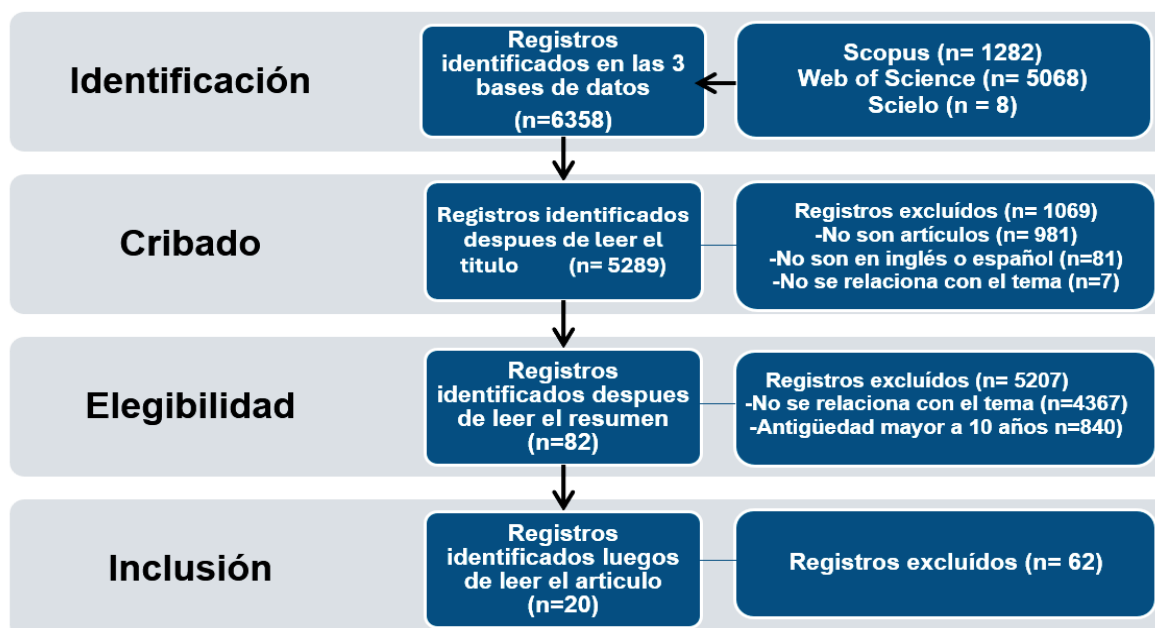 Identificación
Registros
identificados en las 3
bases de datos
(n=6358)
Scopus (n= 1282)
Web of Science (n= 5068)
Scielo (n = 8)
Cribado
Registros identificados
despues de leer el
titulo (n= 5289)
Registros excluídos (n= 1069)
-No son artículos (n= 981)
-No son en inglés o español (n=81)
-No se relaciona con el tema (n=7)
Elegibilidad
Registros
identificados despues
de leer el resumen
(n=82)
Registros excluídos (n= 5207)
-No se relaciona con el tema (n=4367)
-Antigüedad mayor a 10 años n=840)
Inclusión
Registros
identificados luegos
de leer el articulo
(n=20)
Registros excluídos (n= 62)